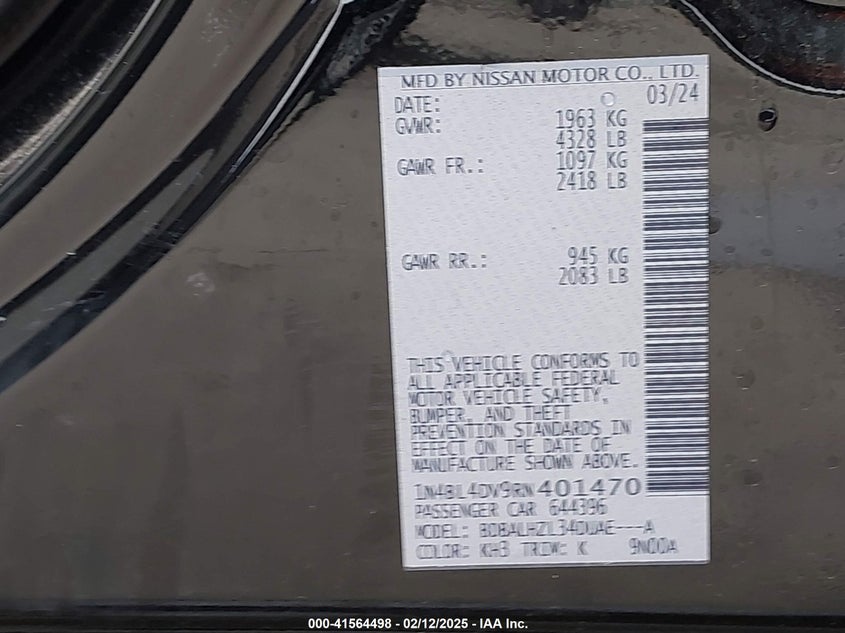 MFD BY NISSAN MOTOR CO., LTD.
DATE: 03/24
GVWR: 1963 KG
4328 LB
GAWR FR.: 1097 KG
2418 LB
GAWR RR.: 945 KG
2083 LB
THIS VEHICLE CONFORMS TO
ALL APPLICABLE FEDERAL
MOTOR VEHICLE SAFETY,
BUMPER, AND THEFT
PREVENTION STANDARDS IN
EFFECT ON THE DATE OF
MANUFACTURE SHOWN ABOVE.
1N4BL4DV9RN401470
PASSENGER CAR 644396
MODEL:
COLOR: KH3 TRIM: K 9N00A
000-41564498 - 02/12/2025 - IAA Inc.